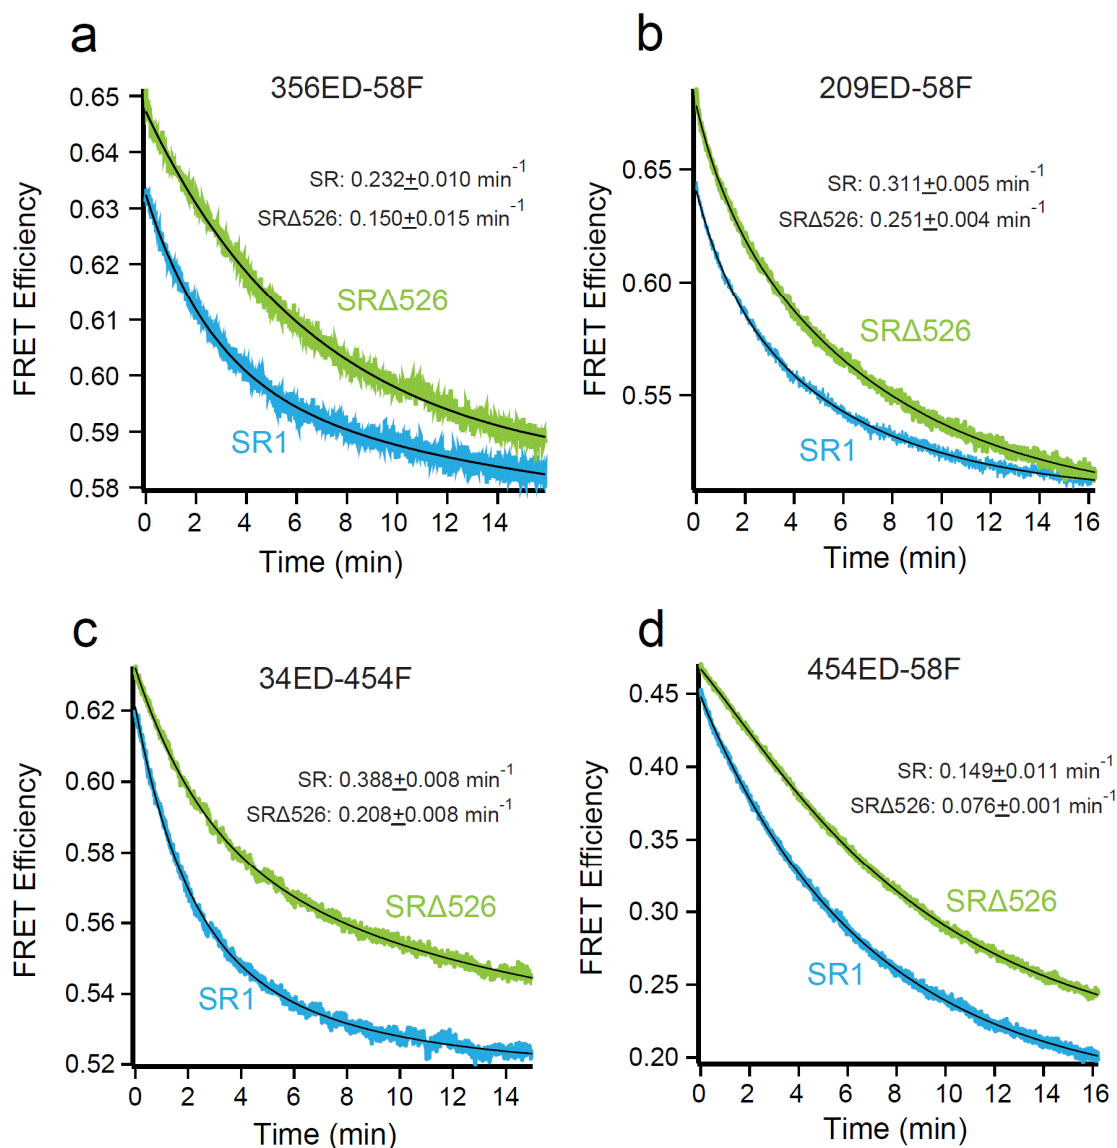 a
356ED-58F
FRET Efficiency
0.65
0.64
0.63
0.62
0.61
0.60
0.59
0.58
SR: 0.232±0.010 min⁻¹
SRΔ526: 0.150±0.015 min⁻¹
SRΔ526
SR1
0 2 4 6 8 10 12 14
Time (min)
b
209ED-58F
FRET Efficiency
0.65
0.60
0.55
SR: 0.311±0.005 min⁻¹
SRΔ526: 0.251±0.004 min⁻¹
SRΔ526
SR1
0 2 4 6 8 10 12 14 16
Time (min)
c
34ED-454F
FRET Efficiency
0.62
0.60
0.58
0.56
0.54
0.52
SR: 0.388±0.008 min⁻¹
SRΔ526: 0.208±0.008 min⁻¹
SRΔ526
SR1
0 2 4 6 8 10 12 14
Time (min)
d
454ED-58F
FRET Efficiency
0.45
0.40
0.35
0.30
0.25
0.20
SR: 0.149±0.011 min⁻¹
SRΔ526: 0.076±0.001 min⁻¹
SRΔ526
SR1
0 2 4 6 8 10 12 14 16
Time (min)